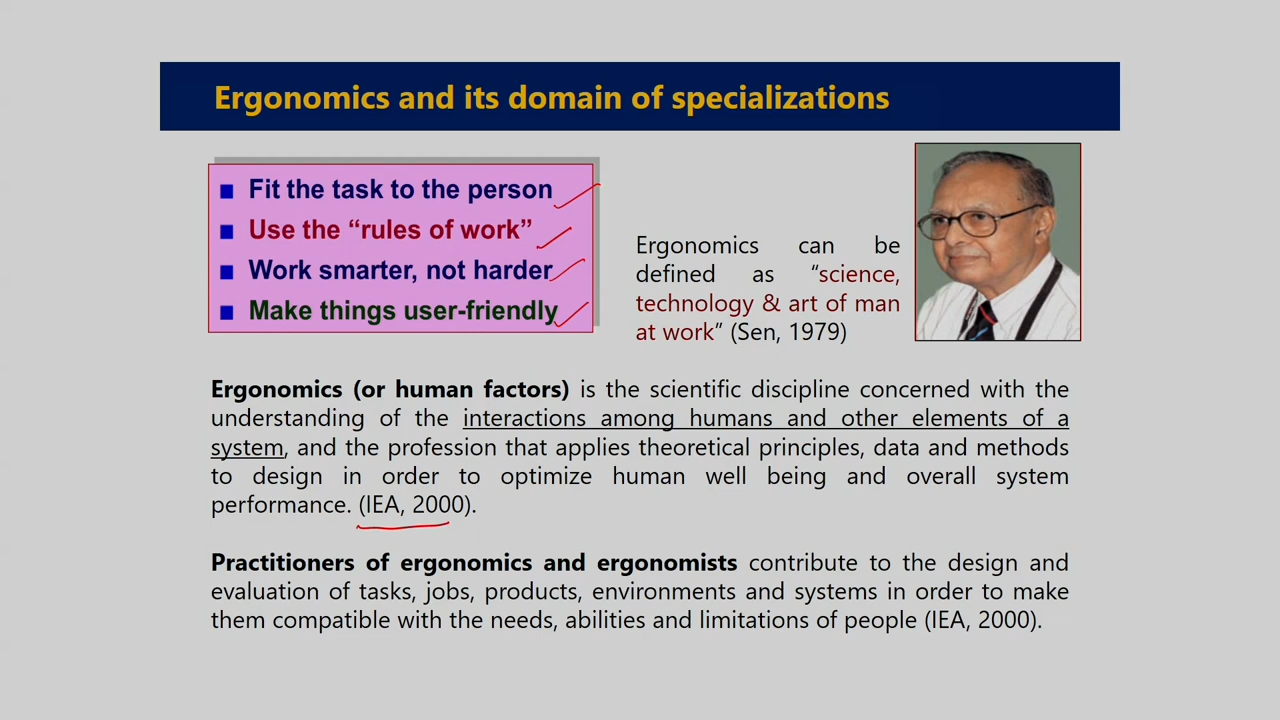 Ergonomics and its domain of specializations
Fit the task to the person
Use the “rules of work”
Work smarter, not harder
Make things user-friendly
Ergonomics can be
defined as “science,
technology & art of man
at work” (Sen, 1979)
Ergonomics (or human factors) is the scientific discipline concerned with the
understanding of the interactions among humans and other elements of a
system, and the profession that applies theoretical principles, data and methods
to design in order to optimize human well being and overall system
performance. (IEA, 2000).
Practitioners of ergonomics and ergonomists contribute to the design and
evaluation of tasks, jobs, products, environments and systems in order to make
them compatible with the needs, abilities and limitations of people (IEA, 2000).